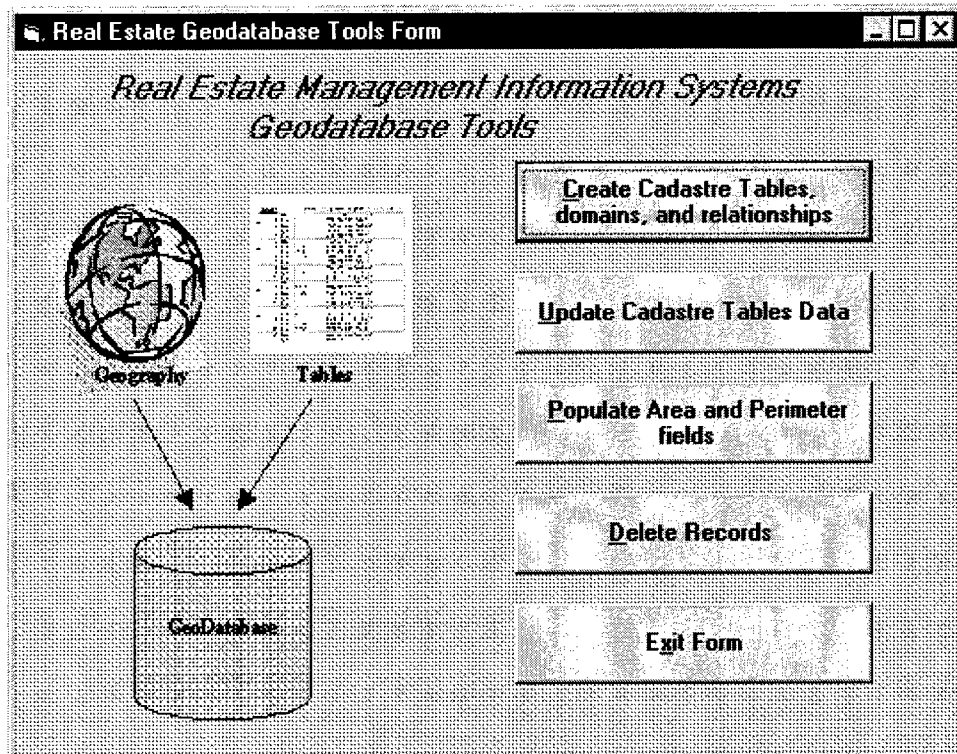 Real Estate Geodatabase Tools Form
Real Estate Management Information Systems
Geodatabase Tools
Create Cadastre Tables,
domains, and relationships
Update Cadastre Tables Data
Populate Area and Perimeter
fields
Delete Records
Exit Form
Geography
Tables
GeoDatabase